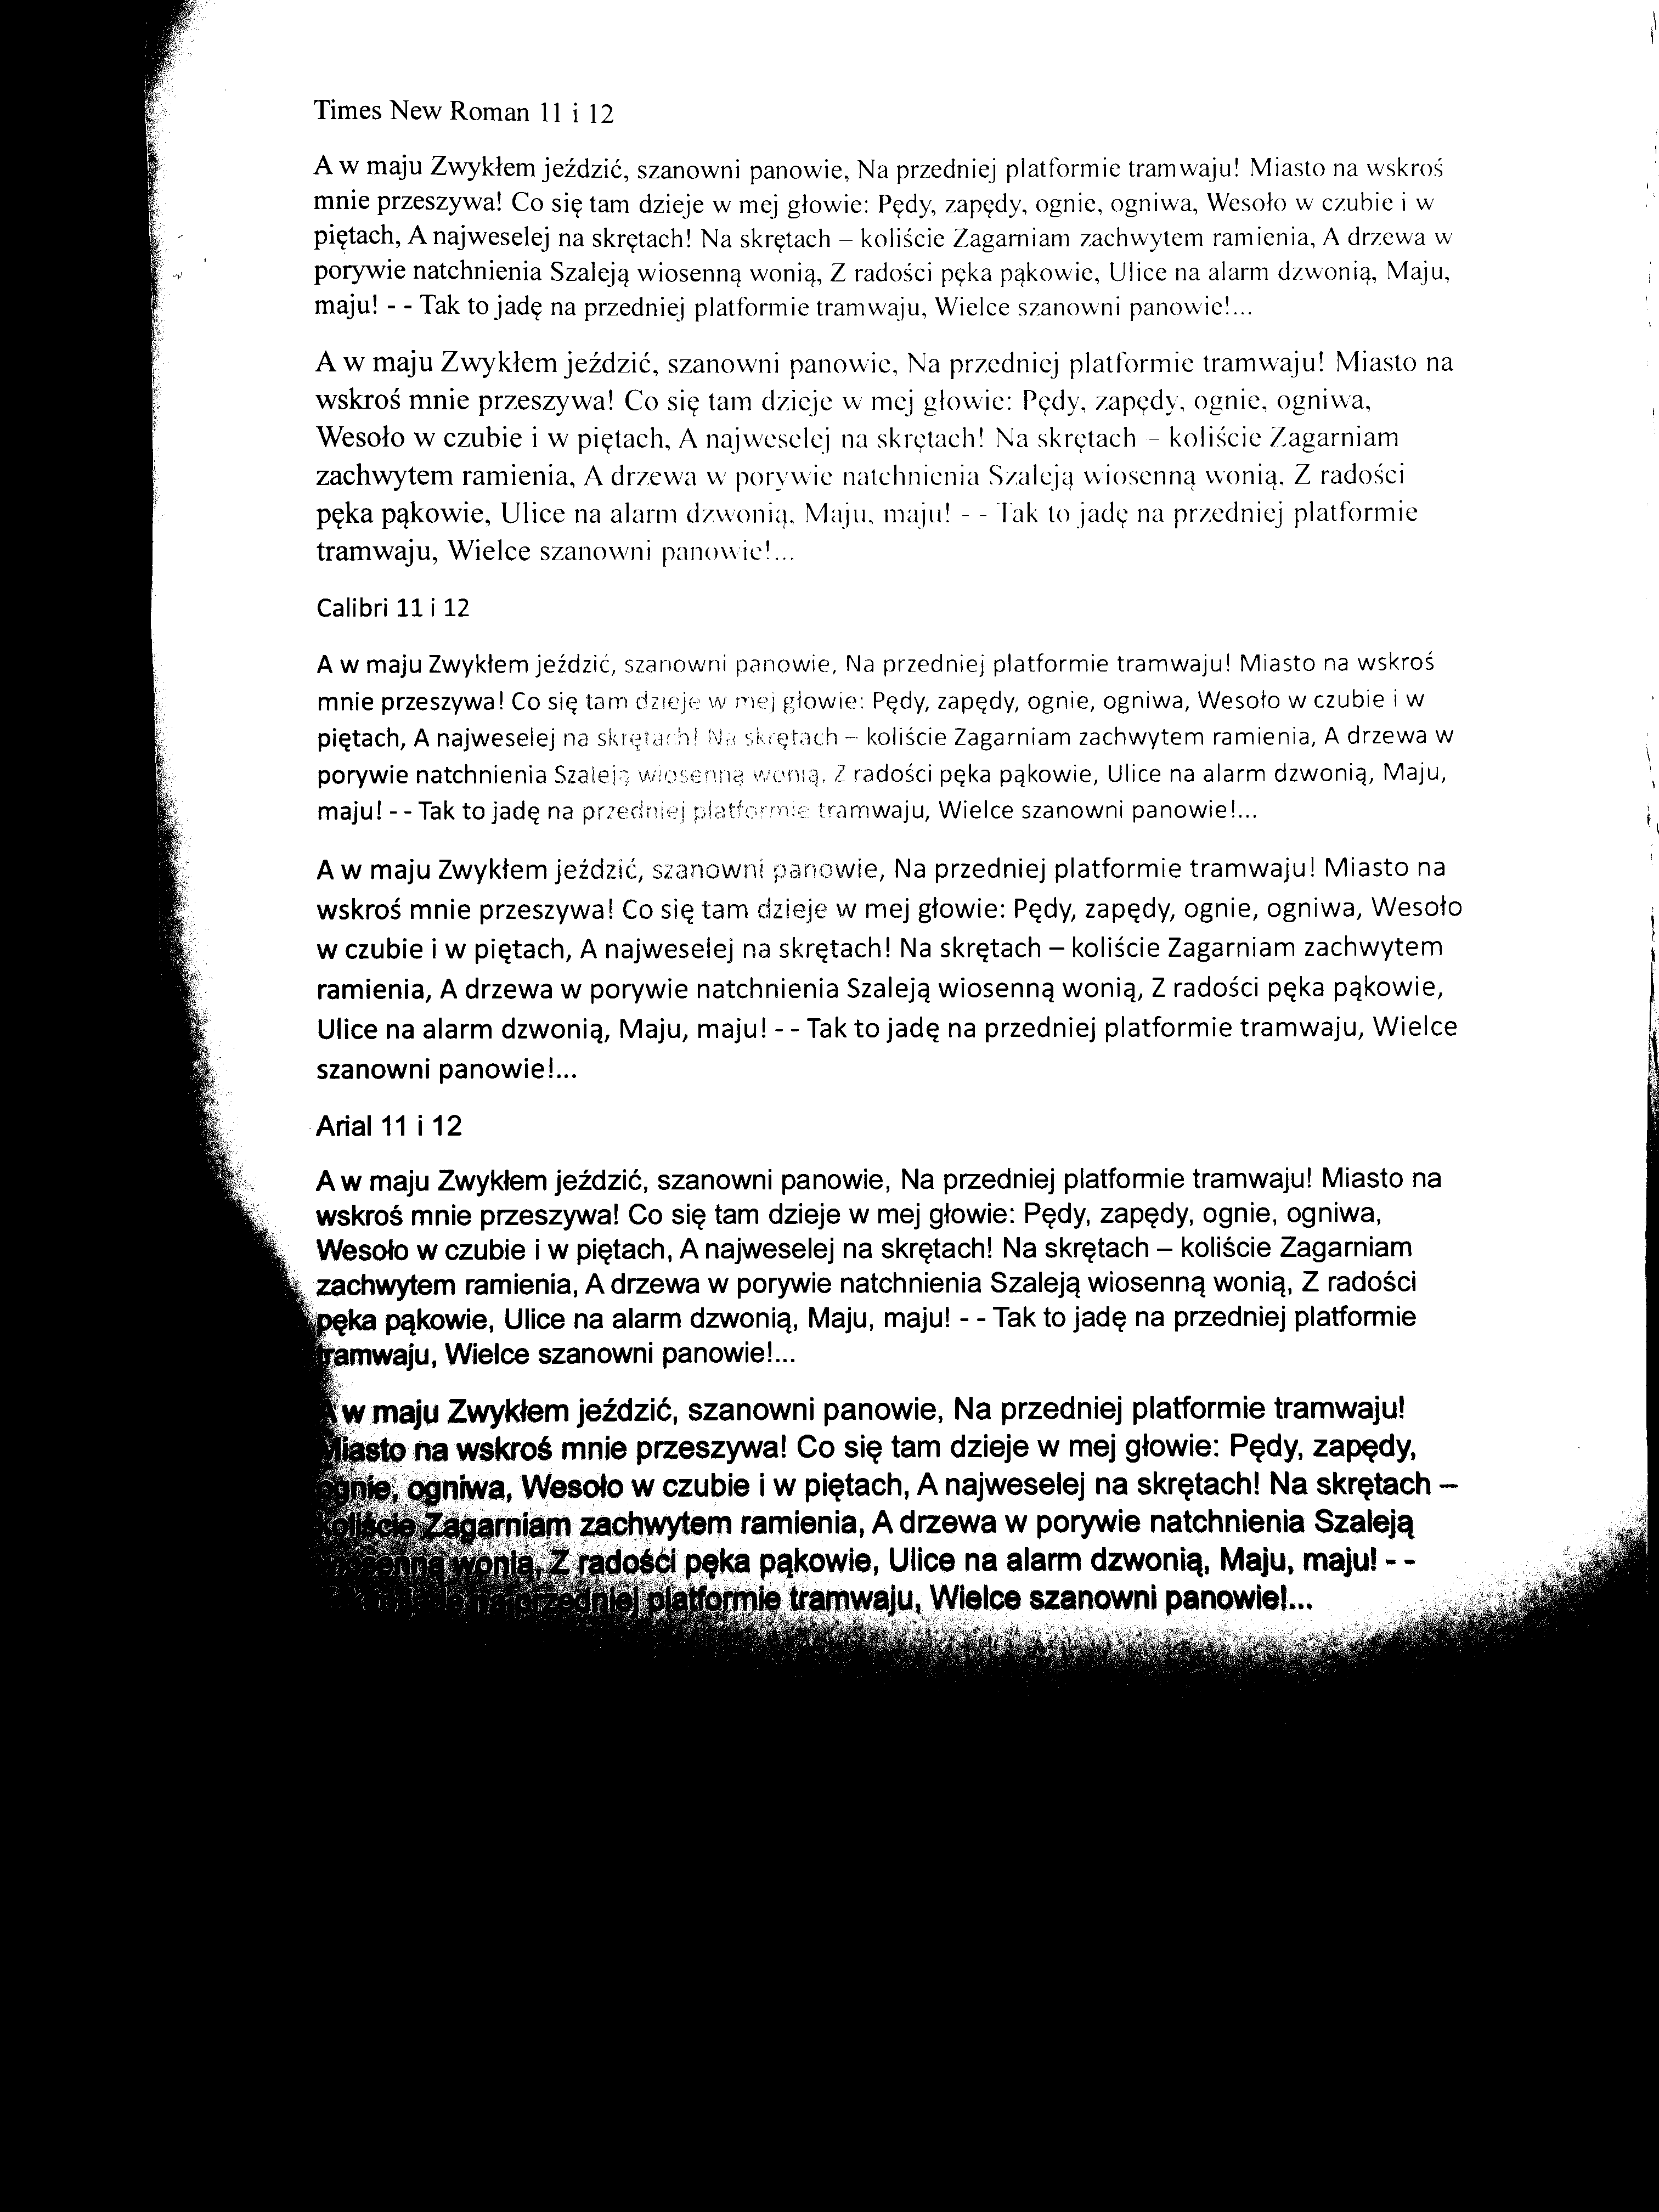 Times New Roman 11 i 12
A w maju Zwykłem jeździć, szanowni panowie, Na przedniej platformie tramwaju! Miasto na wskroś
mnie przeszywa! Co się tam dzieje w mej głowie: Pędy, zapędy, ognie, ogniwa, Wesoło w czubie i w
piętach, A najweselej na skrętach! Na skrętach – koliście Zagarniam zachwytem ramienia, A drzewa w
porywie natchnienia Szaleją wiosenną wonią, Z radości pęka pąkowie, Ulice na alarm dzwonią, Maju,
maju! - - Tak to jadę na przedniej platformie tramwaju, Wielce szanowni panowie!...
A w maju Zwykłem jeździć, szanowni panowie, Na przedniej platformie tramwaju! Miasto na
wskroś mnie przeszywa! Co się tam dzieje w mej głowie: Pędy, zapędy, ognie, ogniwa,
Wesoło w czubie i w piętach, A najweselej na skrętach! Na skrętach – koliście Zagarniam
zachwytem ramienia, A drzewa w porywie natchnienia Szaleją wiosenną wonią, Z radości
pęka pąkowie, Ulice na alarm dzwonią, Maju, maju! - - Tak to jadę na przedniej platformie
tramwaju, Wielce szanowni panowie!...
Calibri 11 i 12
A w maju Zwykłem jeździć, szanowni panowie, Na przedniej platformie tramwaju! Miasto na wskroś
mnie przeszywa! Co się tam dzieje w mej głowie: Pędy, zapędy, ognie, ogniwa, Wesoło w czubie i w
piętach, A najweselej na skrętach! Na skrętach – koliście Zagarniam zachwytem ramienia, A drzewa w
porywie natchnienia Szaleją wiosenną wonią, Z radości pęka pąkowie, Ulice na alarm dzwonią, Maju,
maju! - - Tak to jadę na przedniej platformie tramwaju, Wielce szanowni panowie!...
A w maju Zwykłem jeździć, szanowni panowie, Na przedniej platformie tramwaju! Miasto na
wskroś mnie przeszywa! Co się tam dzieje w mej głowie: Pędy, zapędy, ognie, ogniwa, Wesoło
w czubie i w piętach, A najweselej na skrętach! Na skrętach – koliście Zagarniam zachwytem
ramienia, A drzewa w porywie natchnienia Szaleją wiosenną wonią, Z radości pęka pąkowie,
Ulice na alarm dzwonią, Maju, maju! - - Tak to jadę na przedniej platformie tramwaju, Wielce
szanowni panowie!...
Arial 11 i 12
A w maju Zwykłem jeździć, szanowni panowie, Na przedniej platformie tramwaju! Miasto na
wskroś mnie przeszywa! Co się tam dzieje w mej głowie: Pędy, zapędy, ognie, ogniwa,
Wesoło w czubie i w piętach, A najweselej na skrętach! Na skrętach – koliście Zagarniam
zachwytem ramienia, A drzewa w porywie natchnienia Szaleją wiosenną wonią, Z radości
pęka pąkowie, Ulice na alarm dzwonią, Maju, maju! - - Tak to jadę na przedniej platformie
tramwaju, Wielce szanowni panowie!...
A w maju Zwykłem jeździć, szanowni panowie, Na przedniej platformie tramwaju!
Miasto na wskroś mnie przeszywa! Co się tam dzieje w mej głowie: Pędy, zapędy,
ognie, ogniwa, Wesoło w czubie i w piętach, A najweselej na skrętach! Na skrętach –
koliście Zagarniam zachwytem ramienia, A drzewa w porywie natchnienia Szaleją
wiosenną wonią, Z radości pęka pąkowie, Ulice na alarm dzwonią, Maju, maju! - -
na przedniej platformie tramwaju, Wielce szanowni panowie!...